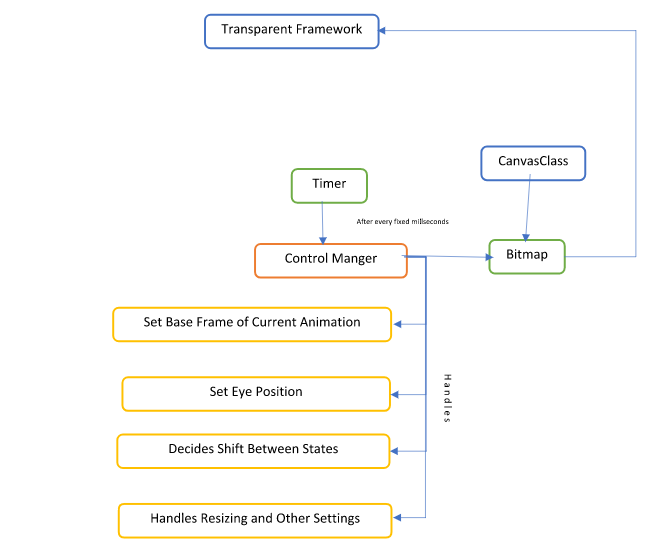 Transparent Framework
CanvasClass
Timer
After every fixed miliseconds
Control Manger
Bitmap
Set Base Frame of Current Animation
Set Eye Position
Handles
Decides Shift Between States
Handles Resizing and Other Settings